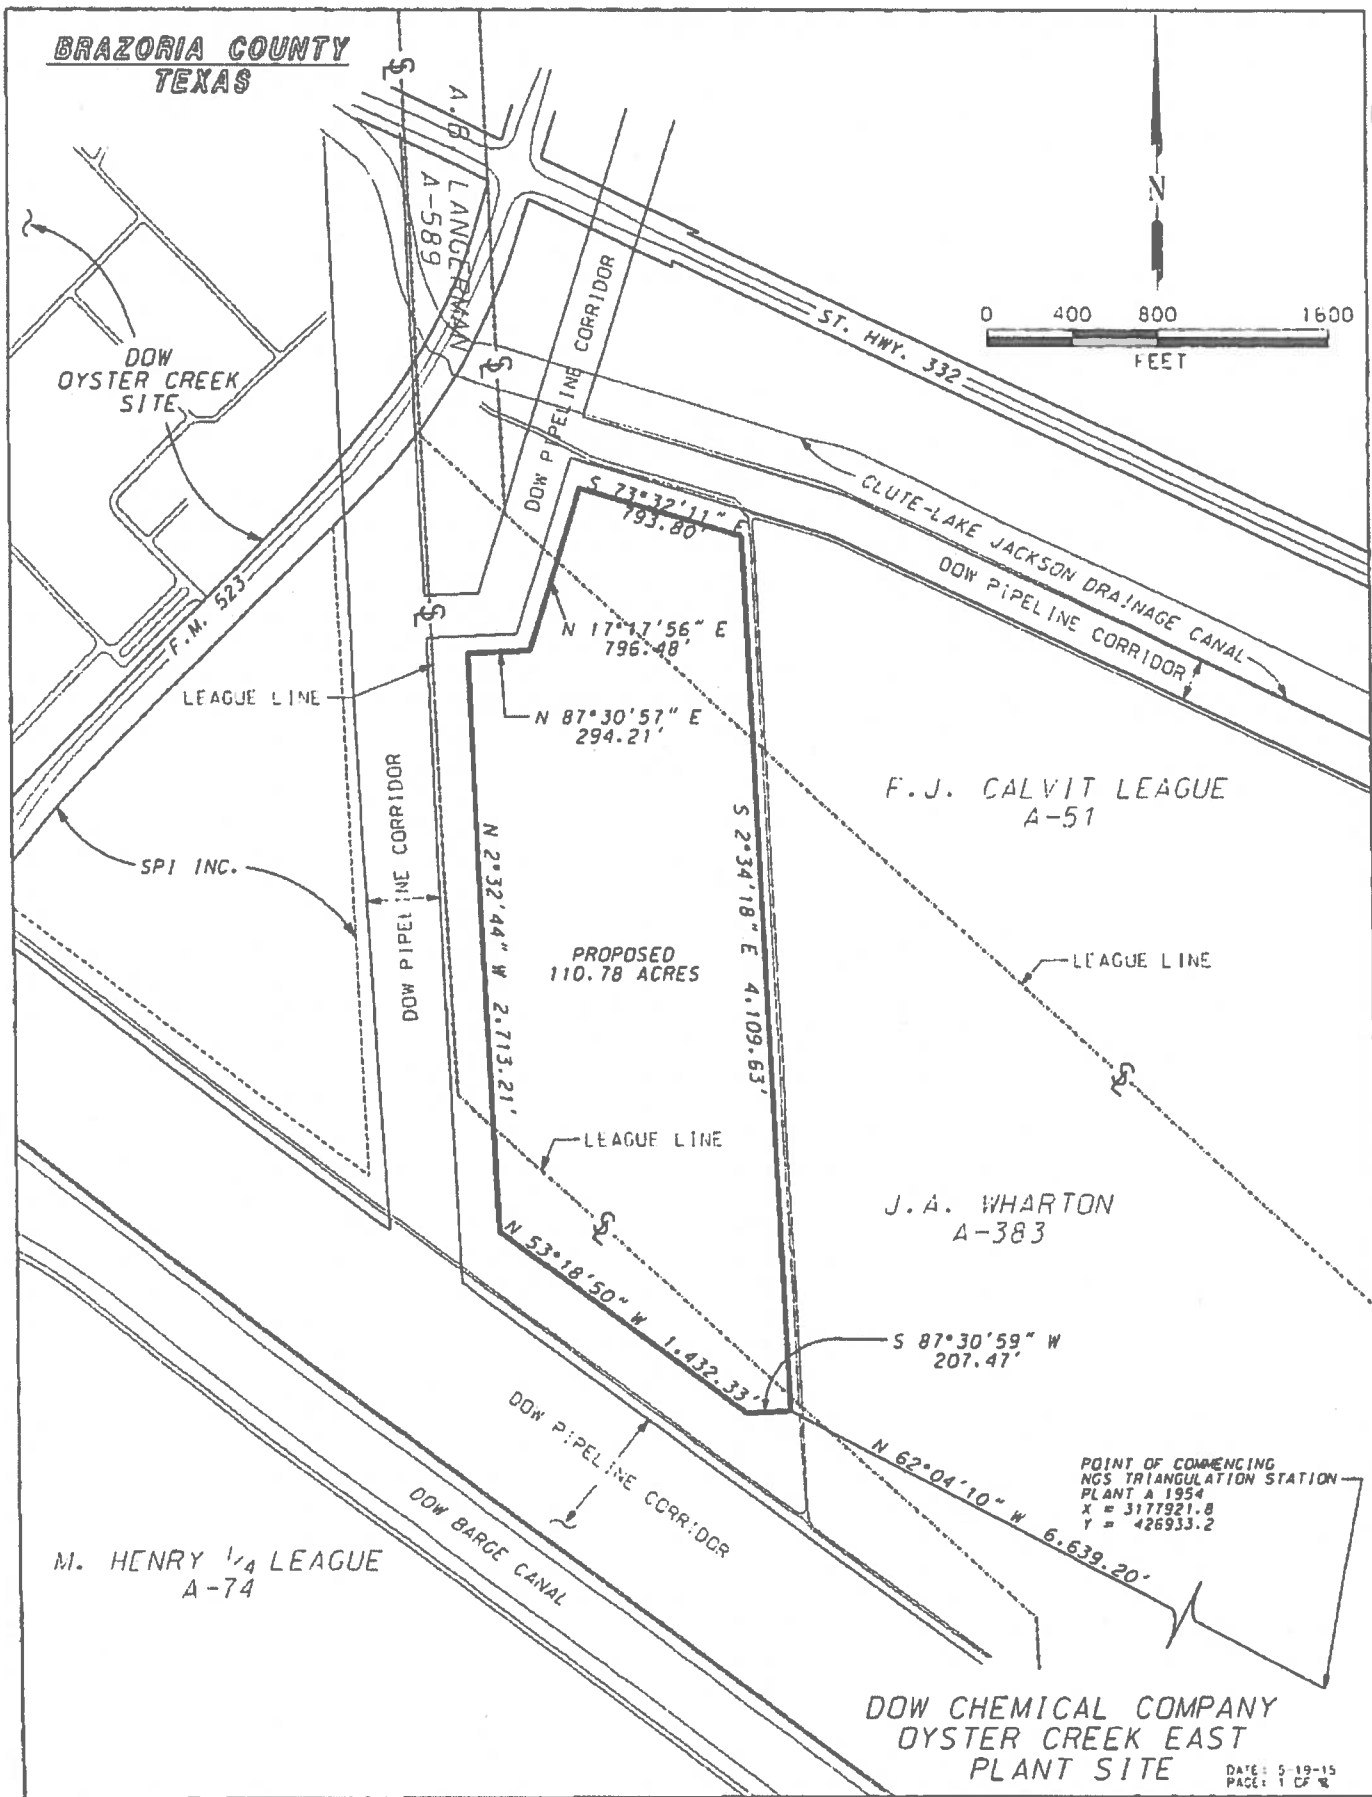 BRAZORIA COUNTY
TEXAS
A.B. LANGERMAN
A-589
N
0 400 800 1600
FEET
ST. HWY. 332
DOW
OYSTER CREEK
SITE
DOW PIPELINE CORRIDOR
CLUTE-LAKE JACKSON DRAINAGE CANAL
DOW PIPELINE CORRIDOR
S 73°32'11" E
793.80'
F.M. 523
N 17°17'56" E
796.48'
LEAGUE LINE
N 87°30'57" E
294.21'
F.J. CALVIT LEAGUE
A-51
SPI INC.
DOW PIPELINE CORRIDOR
N 2°32'44" W 2,713.21'
S 2°34'18" E 4,109.63'
PROPOSED
110.78 ACRES
LEAGUE LINE
LEAGUE LINE
J.A. WHARTON
A-383
N 53°18'50" W 1,432.33'
S 87°30'59" W
207.47'
DOW PIPELINE CORRIDOR
N 62°04'10" W 6,639.20'
POINT OF COMMENCING
NGS TRIANGULATION STATION
PLANT A 1954
X = 3177921.8
Y = 426933.2
DOW BARGE CANAL
M. HENRY 1/4 LEAGUE
A-74
DOW CHEMICAL COMPANY
OYSTER CREEK EAST
PLANT SITE
DATE: 5-19-15
PAGE: 1 OF